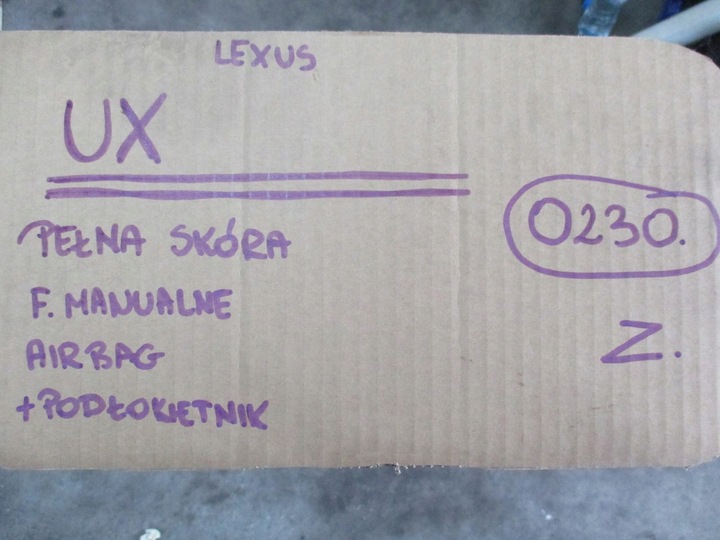 LEXUS
UX
PEŁNA SKÓRA
F. MANUALNE
AIRBAG
+PODŁOKIETNIK
0230.
Z.